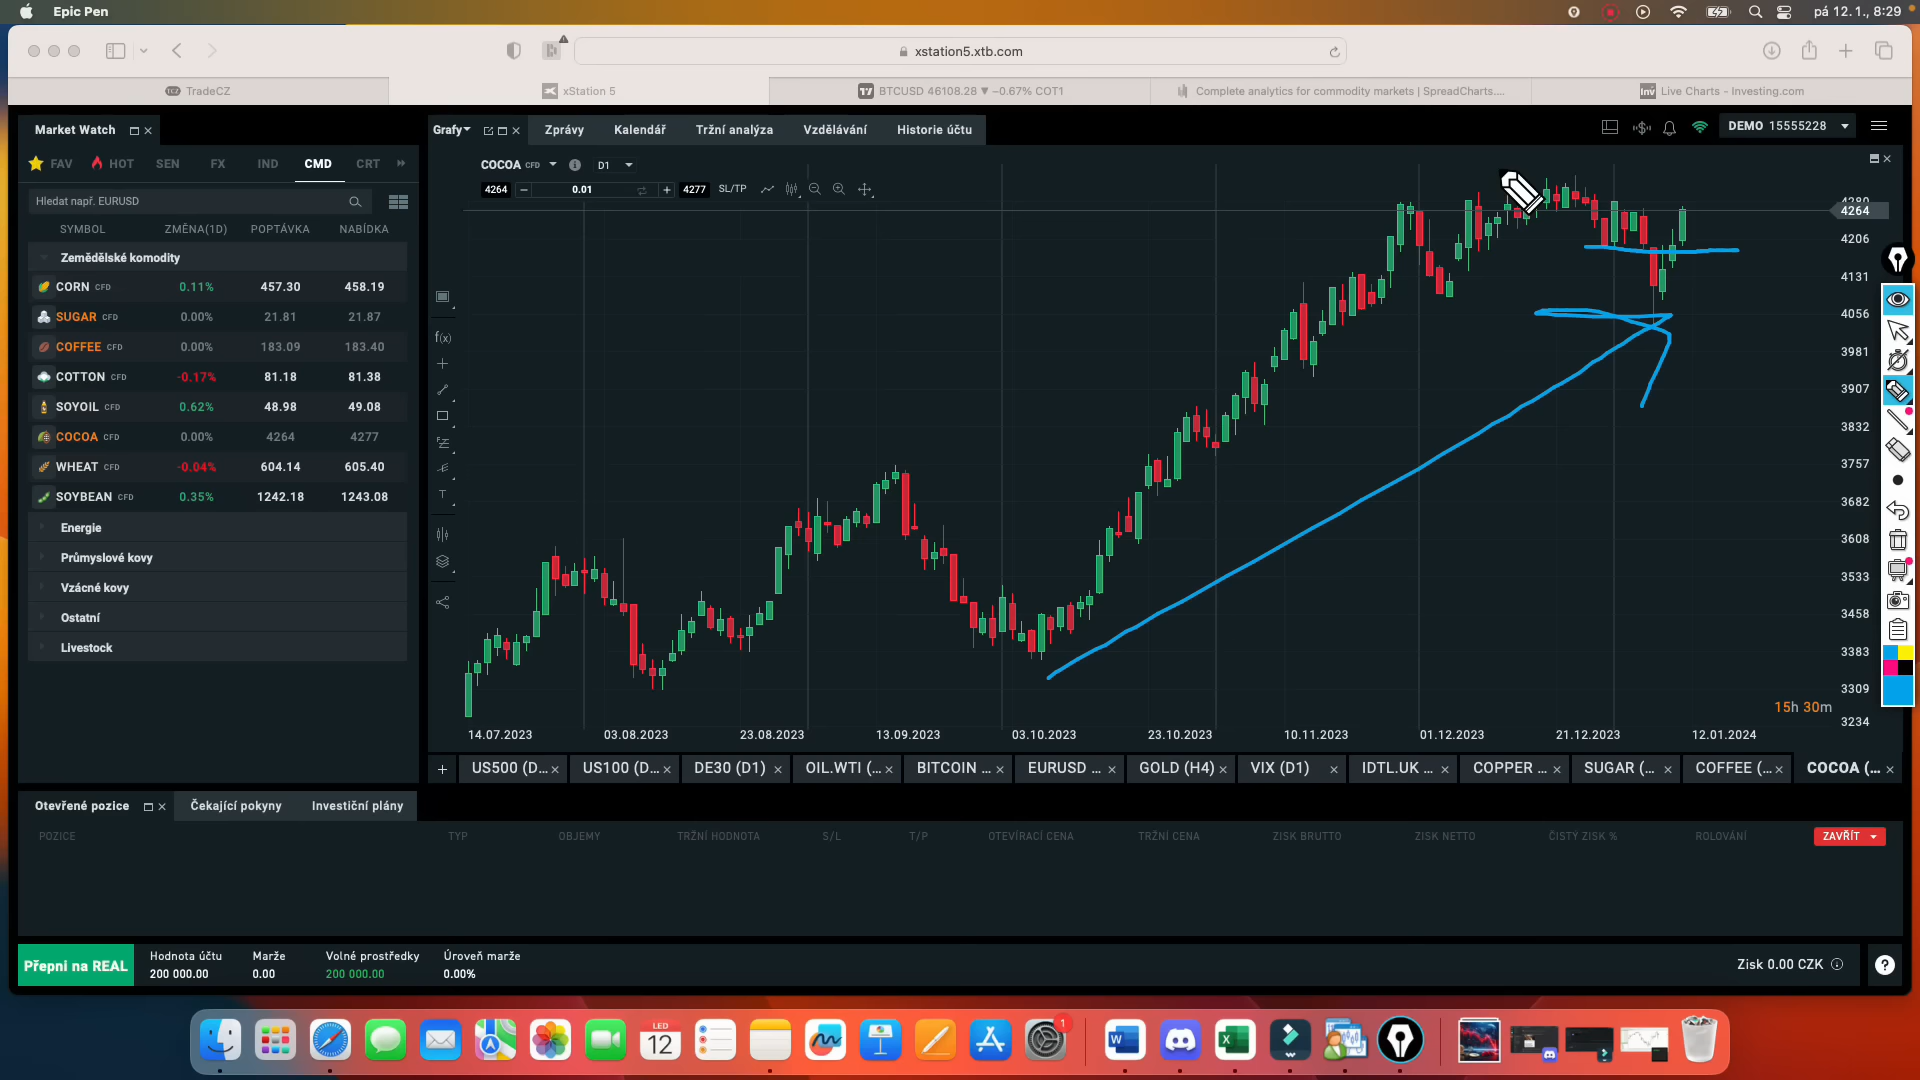 Epic Pen
pá 12. 1., 8:29
xstation5.xtb.com
TradeCZ
xStation 5
BTCUSD 46108.28 ▼ −0.67% COT1
Complete analytics for commodity markets | SpreadCharts....
Live Charts - Investing.com
Market Watch
Grafy
Zprávy
Kalendář
Tržní analýza
Vzdělávání
Historie účtu
DEMO 15555228
FAV HOT SEN FX IND CMD CRT
Hledat např. EURUSD
SYMBOL ZMĚNA(1D) POPTÁVKA NABÍDKA
Zemědělské komodity
CORN CFD 0.11% 457.30 458.19
SUGAR CFD 0.00% 21.81 21.87
COFFEE CFD 0.00% 183.09 183.40
COTTON CFD -0.17% 81.18 81.38
SOYOIL CFD 0.62% 48.98 49.08
COCOA CFD 0.00% 4264 4277
WHEAT CFD -0.04% 604.14 605.40
SOYBEAN CFD 0.35% 1242.18 1243.08
Energie
Průmyslové kovy
Vzácné kovy
Ostatní
Livestock
COCOA CFD D1
4264 0.01 4277 SL/TP
f(x)
T
4280
4264
4206
4131
4056
3981
3907
3832
3757
3682
3608
3533
3458
3383
3309
3234
15h 30m
14.07.2023 03.08.2023 23.08.2023 13.09.2023 03.10.2023 23.10.2023 10.11.2023 01.12.2023 21.12.2023 12.01.2024
US500 (D... US100 (D... DE30 (D1) OIL.WTI (... BITCOIN ... EURUSD ... GOLD (H4) VIX (D1) IDTL.UK ... COPPER ... SUGAR (... COFFEE (... COCOA (...
Otevřené pozice
Čekající pokyny
Investiční plány
POZICE TYP OBJEMY TRŽNÍ HODNOTA S/L T/P OTEVÍRACÍ CENA TRŽNÍ CENA ZISK BRUTTO ZISK NETTO ČISTÝ ZISK % ROLOVÁNÍ ZAVŘÍT
Přepni na REAL
Hodnota účtu Marže Volné prostředky Úroveň marže
200 000.00 0.00 200 000.00 0.00%
Zisk 0.00 CZK
LED
12
1